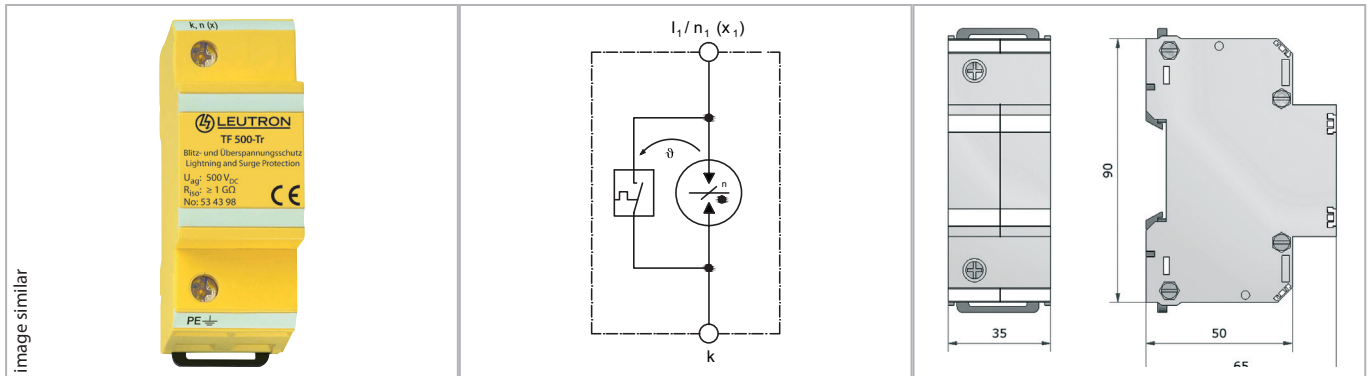 k, n (x)
LEUTRON
TF 500-Tr
Blitz- und Überspannungsschutz
Lightning and Surge Protection
Uag: 500 VDC
RIso: ≥ 1 GΩ
No: 53 43 98
CE
PE
image similar
I1/ n1 (x1)
ϑ
n
k
90
35
50
65